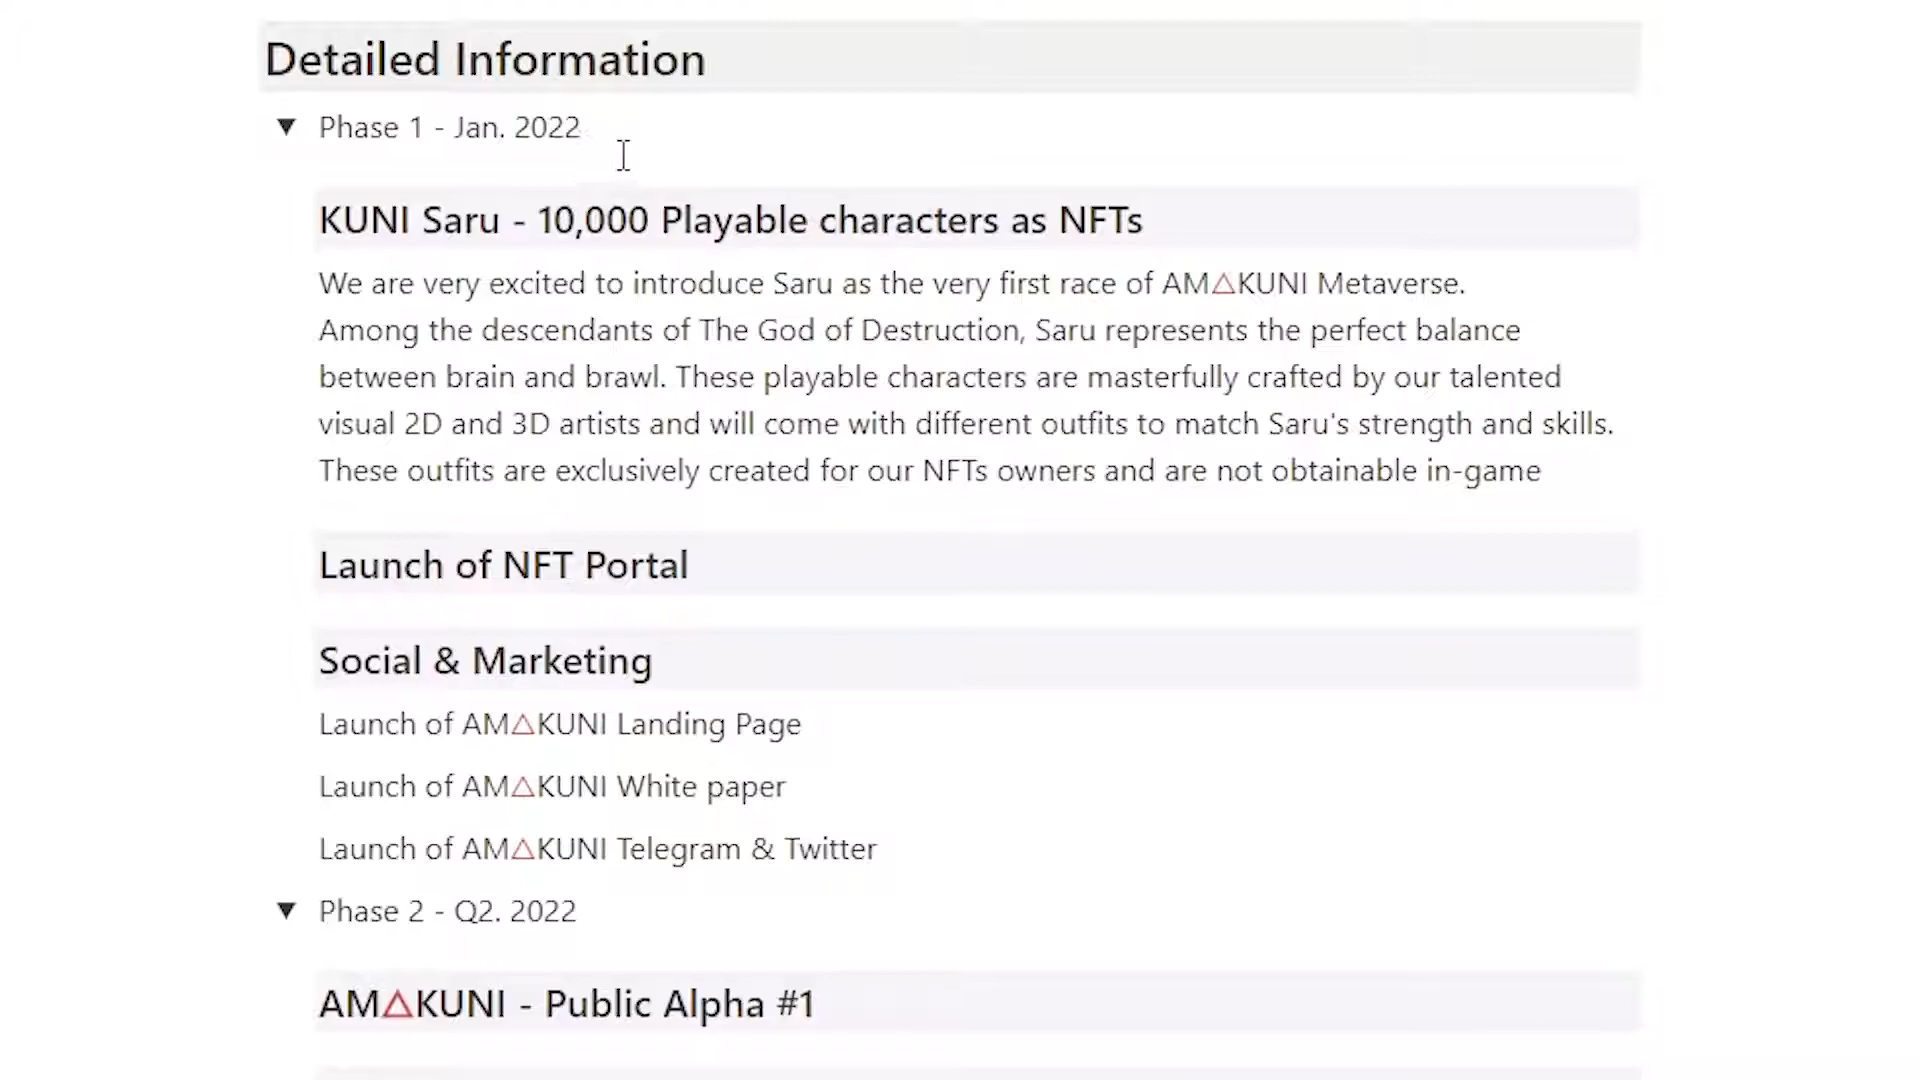 Detailed Information
▼ Phase 1 - Jan. 2022
KUNI Saru - 10,000 Playable characters as NFTs
We are very excited to introduce Saru as the very first race of AM△KUNI Metaverse.
Among the descendants of The God of Destruction, Saru represents the perfect balance
between brain and brawl. These playable characters are masterfully crafted by our talented
visual 2D and 3D artists and will come with different outfits to match Saru's strength and skills.
These outfits are exclusively created for our NFTs owners and are not obtainable in-game
Launch of NFT Portal
Social & Marketing
Launch of AM△KUNI Landing Page
Launch of AM△KUNI White paper
Launch of AM△KUNI Telegram & Twitter
▼ Phase 2 - Q2. 2022
AM△KUNI - Public Alpha #1